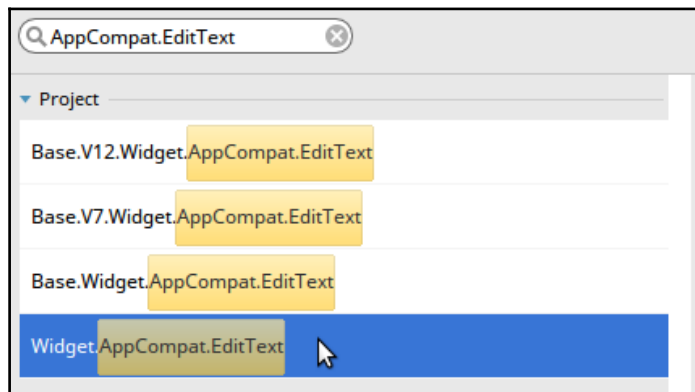 AppCompat.EditText
Project
Base.V12.Widget.AppCompat.EditText
Base.V7.Widget.AppCompat.EditText
Base.Widget.AppCompat.EditText
Widget.AppCompat.EditText